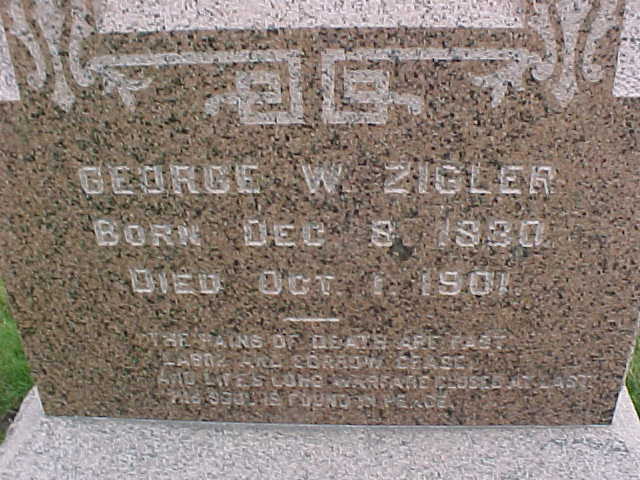 GEORGE W. ZIGLER
BORN DEC. 8, 1830.
DIED OCT. 1, 1901.
THE PAINS OF DEATH ARE PAST
LABOR AND SORROW CEASE,
AND LIFE'S LONG WARFARE CLOSED AT LAST
HIS SOUL IS FOUND IN PEACE.